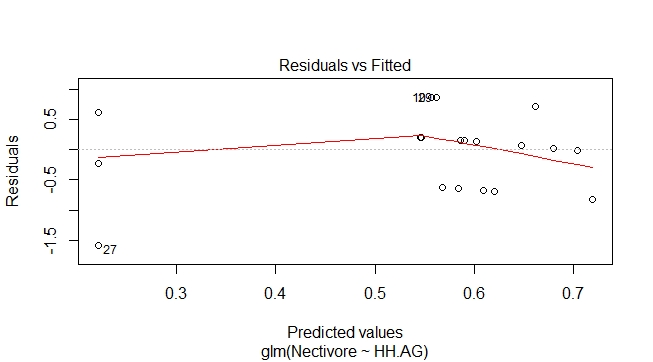 Residuals vs Fitted
Residuals
0.5
-0.5
-1.5
27
0.3
0.4
0.5
0.6
0.7
Predicted values
glm(Nectivore ~ HH.AG)